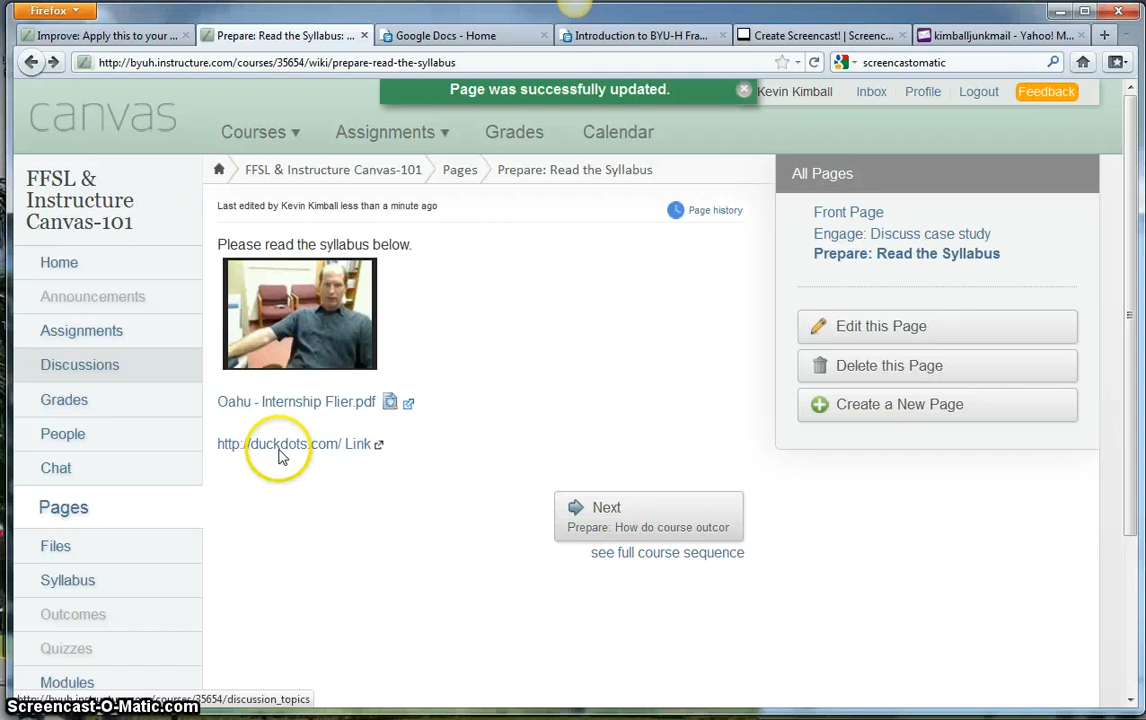 Firefox
Improve: Apply this to your ...
Prepare: Read the Syllabus: ...
Google Docs - Home
Introduction to BYU-H Fra...
Create Screencast! | Screenc...
kimballjunkmail - Yahoo! M...
http://byuh.instructure.com/courses/35654/wiki/prepare-read-the-syllabus
screencastomatic
Page was successfully updated.
Kevin Kimball
Inbox
Profile
Logout
Feedback
canvas
Courses
Assignments
Grades
Calendar
FFSL &
Instructure
Canvas-101
Home
Announcements
Assignments
Discussions
Grades
People
Chat
Pages
Files
Syllabus
Outcomes
Quizzes
Modules
FFSL & Instructure Canvas-101
Pages
Prepare: Read the Syllabus
Last edited by Kevin Kimball less than a minute ago
Page history
Please read the syllabus below.
Oahu - Internship Flier.pdf
http://duckdots.com/ Link
Next
Prepare: How do course outcor
see full course sequence
All Pages
Front Page
Engage: Discuss case study
Prepare: Read the Syllabus
Edit this Page
Delete this Page
Create a New Page
http://byuh.instructure.com/courses/35654/discussion_topics
Screencast-O-Matic.com